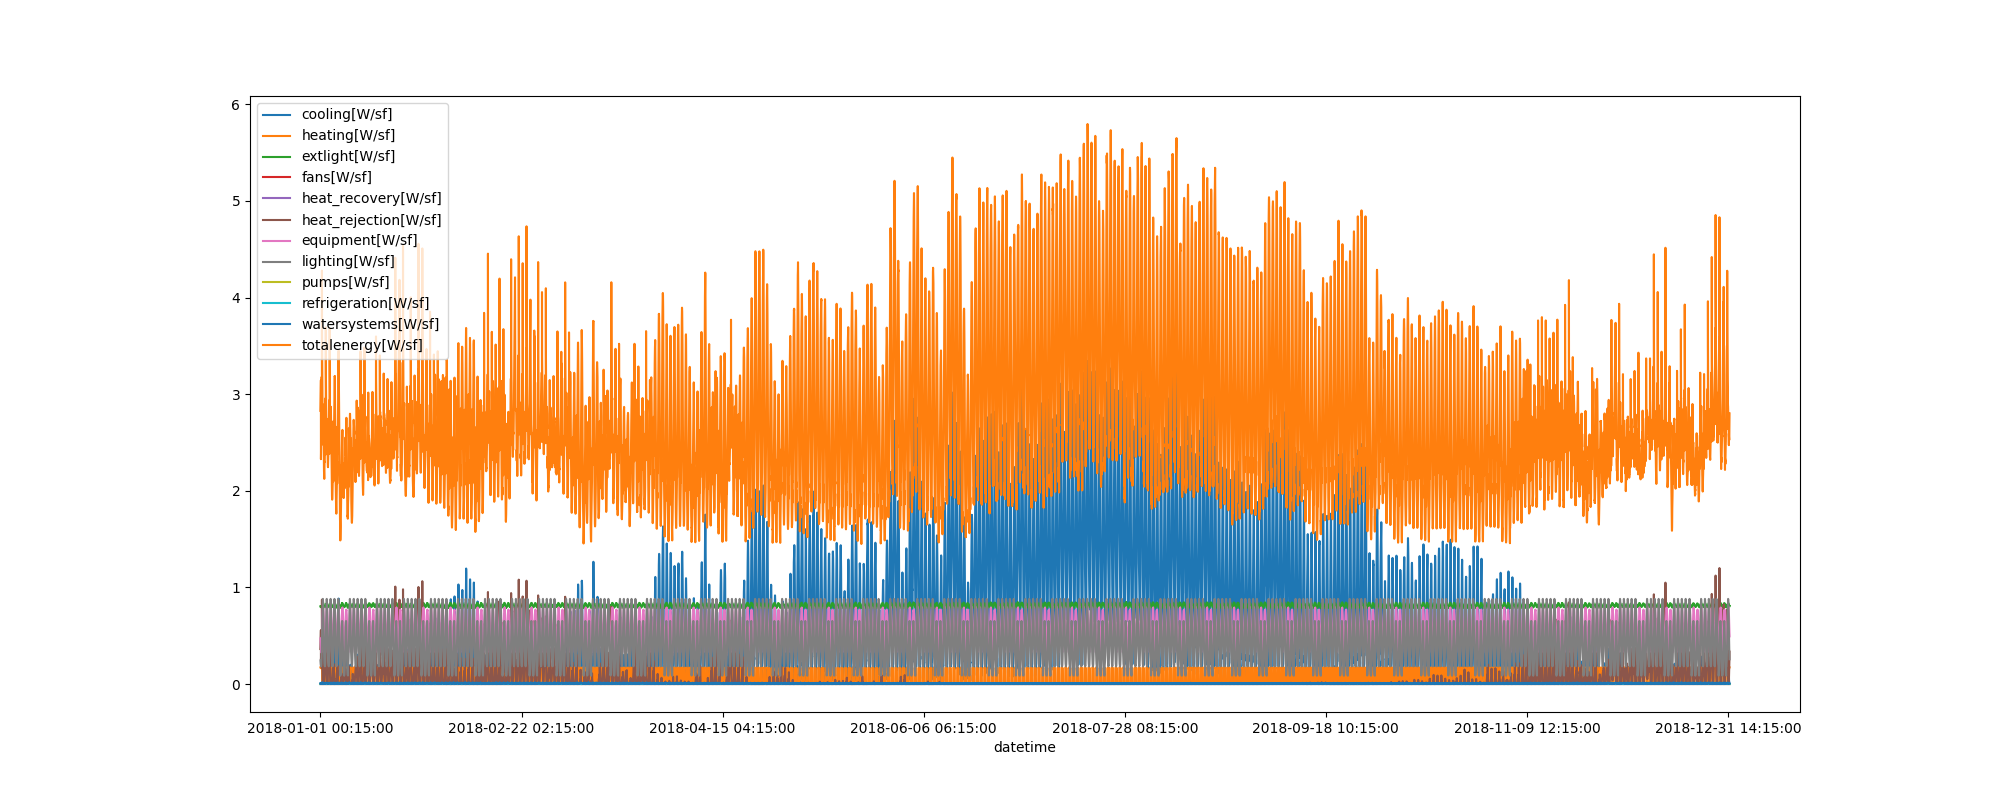 6
5
4
3
2
1
0
cooling[W/sf]
heating[W/sf]
extlight[W/sf]
fans[W/sf]
heat_recovery[W/sf]
heat_rejection[W/sf]
equipment[W/sf]
lighting[W/sf]
pumps[W/sf]
refrigeration[W/sf]
watersystems[W/sf]
totalenergy[W/sf]
2018-01-01 00:15:00 2018-02-22 02:15:00 2018-04-15 04:15:00 2018-06-06 06:15:00 2018-07-28 08:15:00 2018-09-18 10:15:00 2018-11-09 12:15:00 2018-12-31 14:15:00
datetime